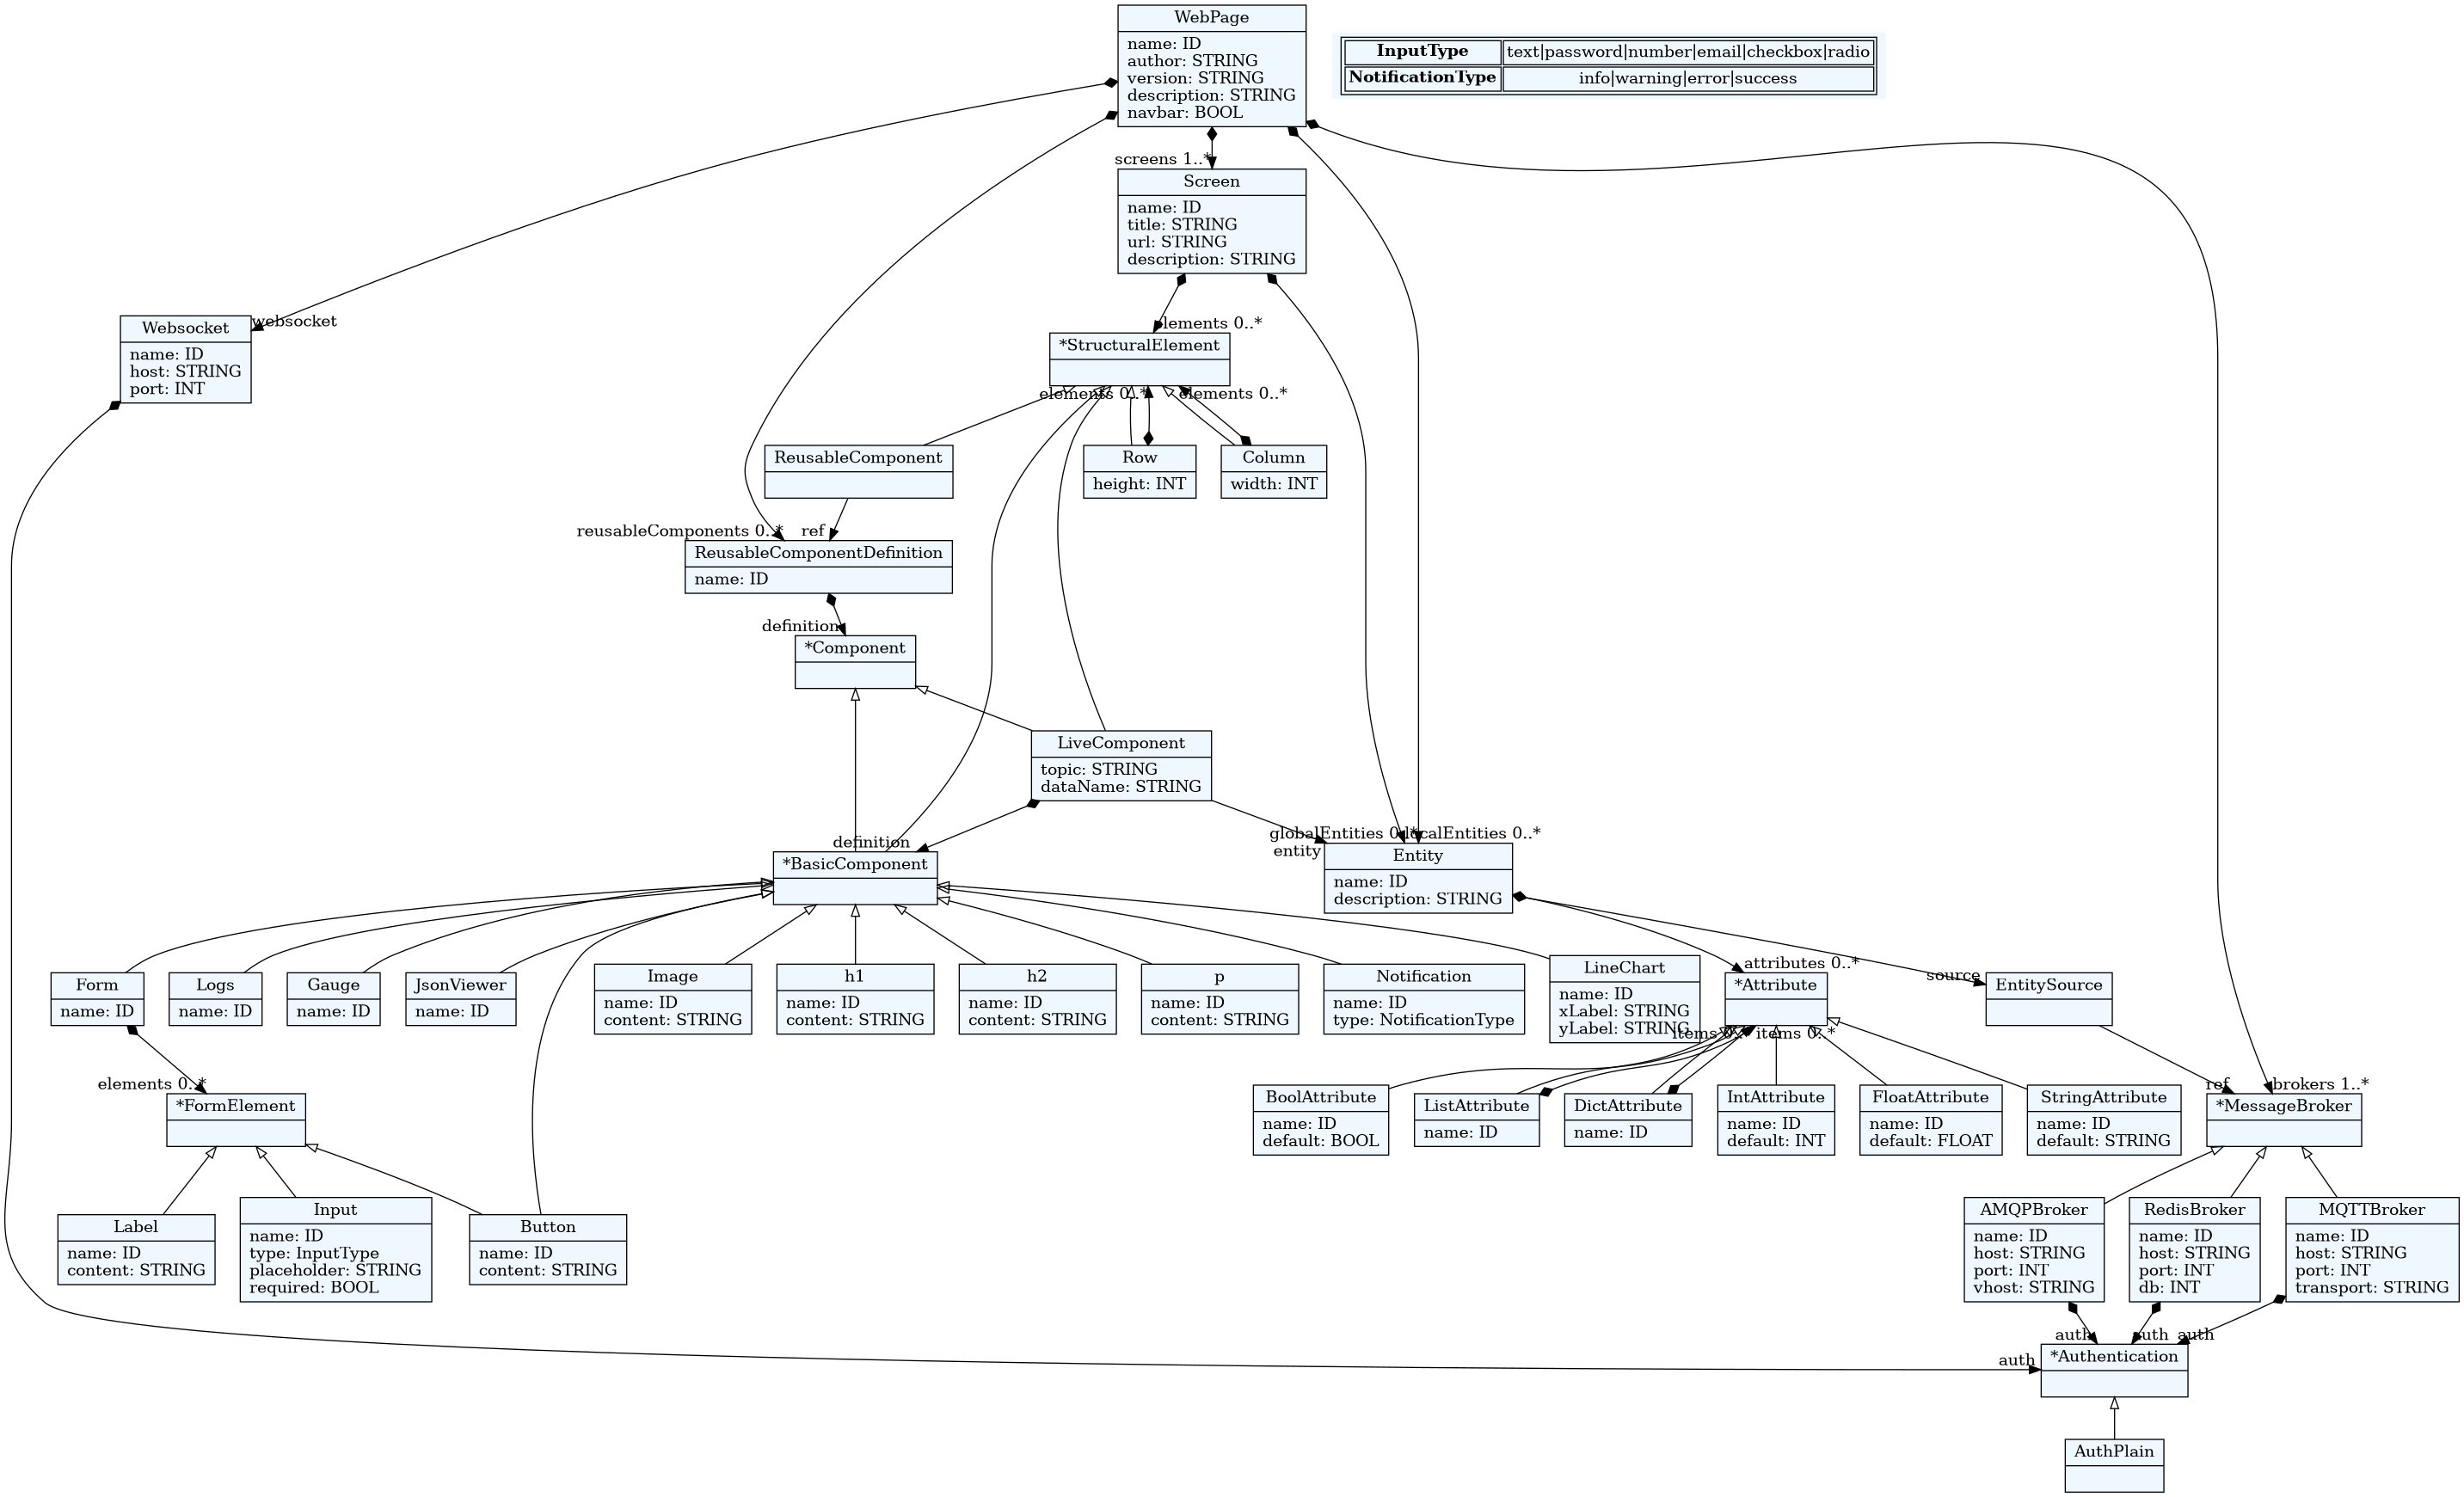 WebPage
name: ID
author: STRING
version: STRING
description: STRING
navbar: BOOL
InputType text|password|number|email|checkbox|radio
NotificationType info|warning|error|success
screens 1..*
Screen
name: ID
title: STRING
url: STRING
description: STRING
websocket
Websocket
name: ID
host: STRING
port: INT
elements 0..*
*StructuralElement
elements 0..*
elements 0..*
ReusableComponent
Row
height: INT
Column
width: INT
reusableComponents 0..*
ref
ReusableComponentDefinition
name: ID
definition
*Component
LiveComponent
topic: STRING
dataName: STRING
definition
*BasicComponent
globalEntities 0..*
localEntities 0..*
entity
Entity
name: ID
description: STRING
Form
name: ID
Logs
name: ID
Gauge
name: ID
JsonViewer
name: ID
Image
name: ID
content: STRING
h1
name: ID
content: STRING
h2
name: ID
content: STRING
p
name: ID
content: STRING
Notification
name: ID
type: NotificationType
LineChart
name: ID
xLabel: STRING
yLabel: STRING
attributes 0..*
*Attribute
items 0..*
items 0..*
source
EntitySource
elements 0..*
*FormElement
BoolAttribute
name: ID
default: BOOL
ListAttribute
name: ID
DictAttribute
name: ID
IntAttribute
name: ID
default: INT
FloatAttribute
name: ID
default: FLOAT
StringAttribute
name: ID
default: STRING
ref
brokers 1..*
*MessageBroker
Label
name: ID
content: STRING
Input
name: ID
type: InputType
placeholder: STRING
required: BOOL
Button
name: ID
content: STRING
AMQPBroker
name: ID
host: STRING
port: INT
vhost: STRING
RedisBroker
name: ID
host: STRING
port: INT
db: INT
MQTTBroker
name: ID
host: STRING
port: INT
transport: STRING
auth
auth
auth
auth
*Authentication
AuthPlain